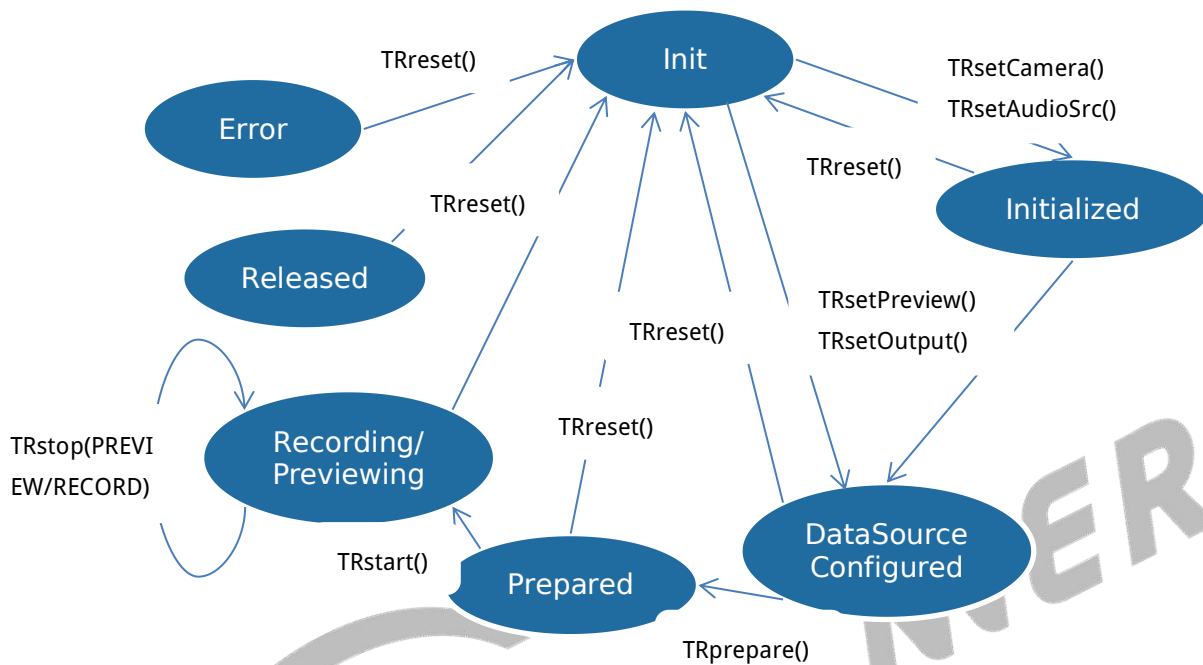 Init
TRreset()
TRsetCamera()
TRsetAudioSrc()
Error
TRreset()
TRreset()
Initialized
Released
TRsetPreview()
TRsetOutput()
TRreset()
TRreset()
TRstop(PREVI
EW/RECORD)
Recording/
Previewing
DataSource
Configured
TRstart()
Prepared
TRprepare()